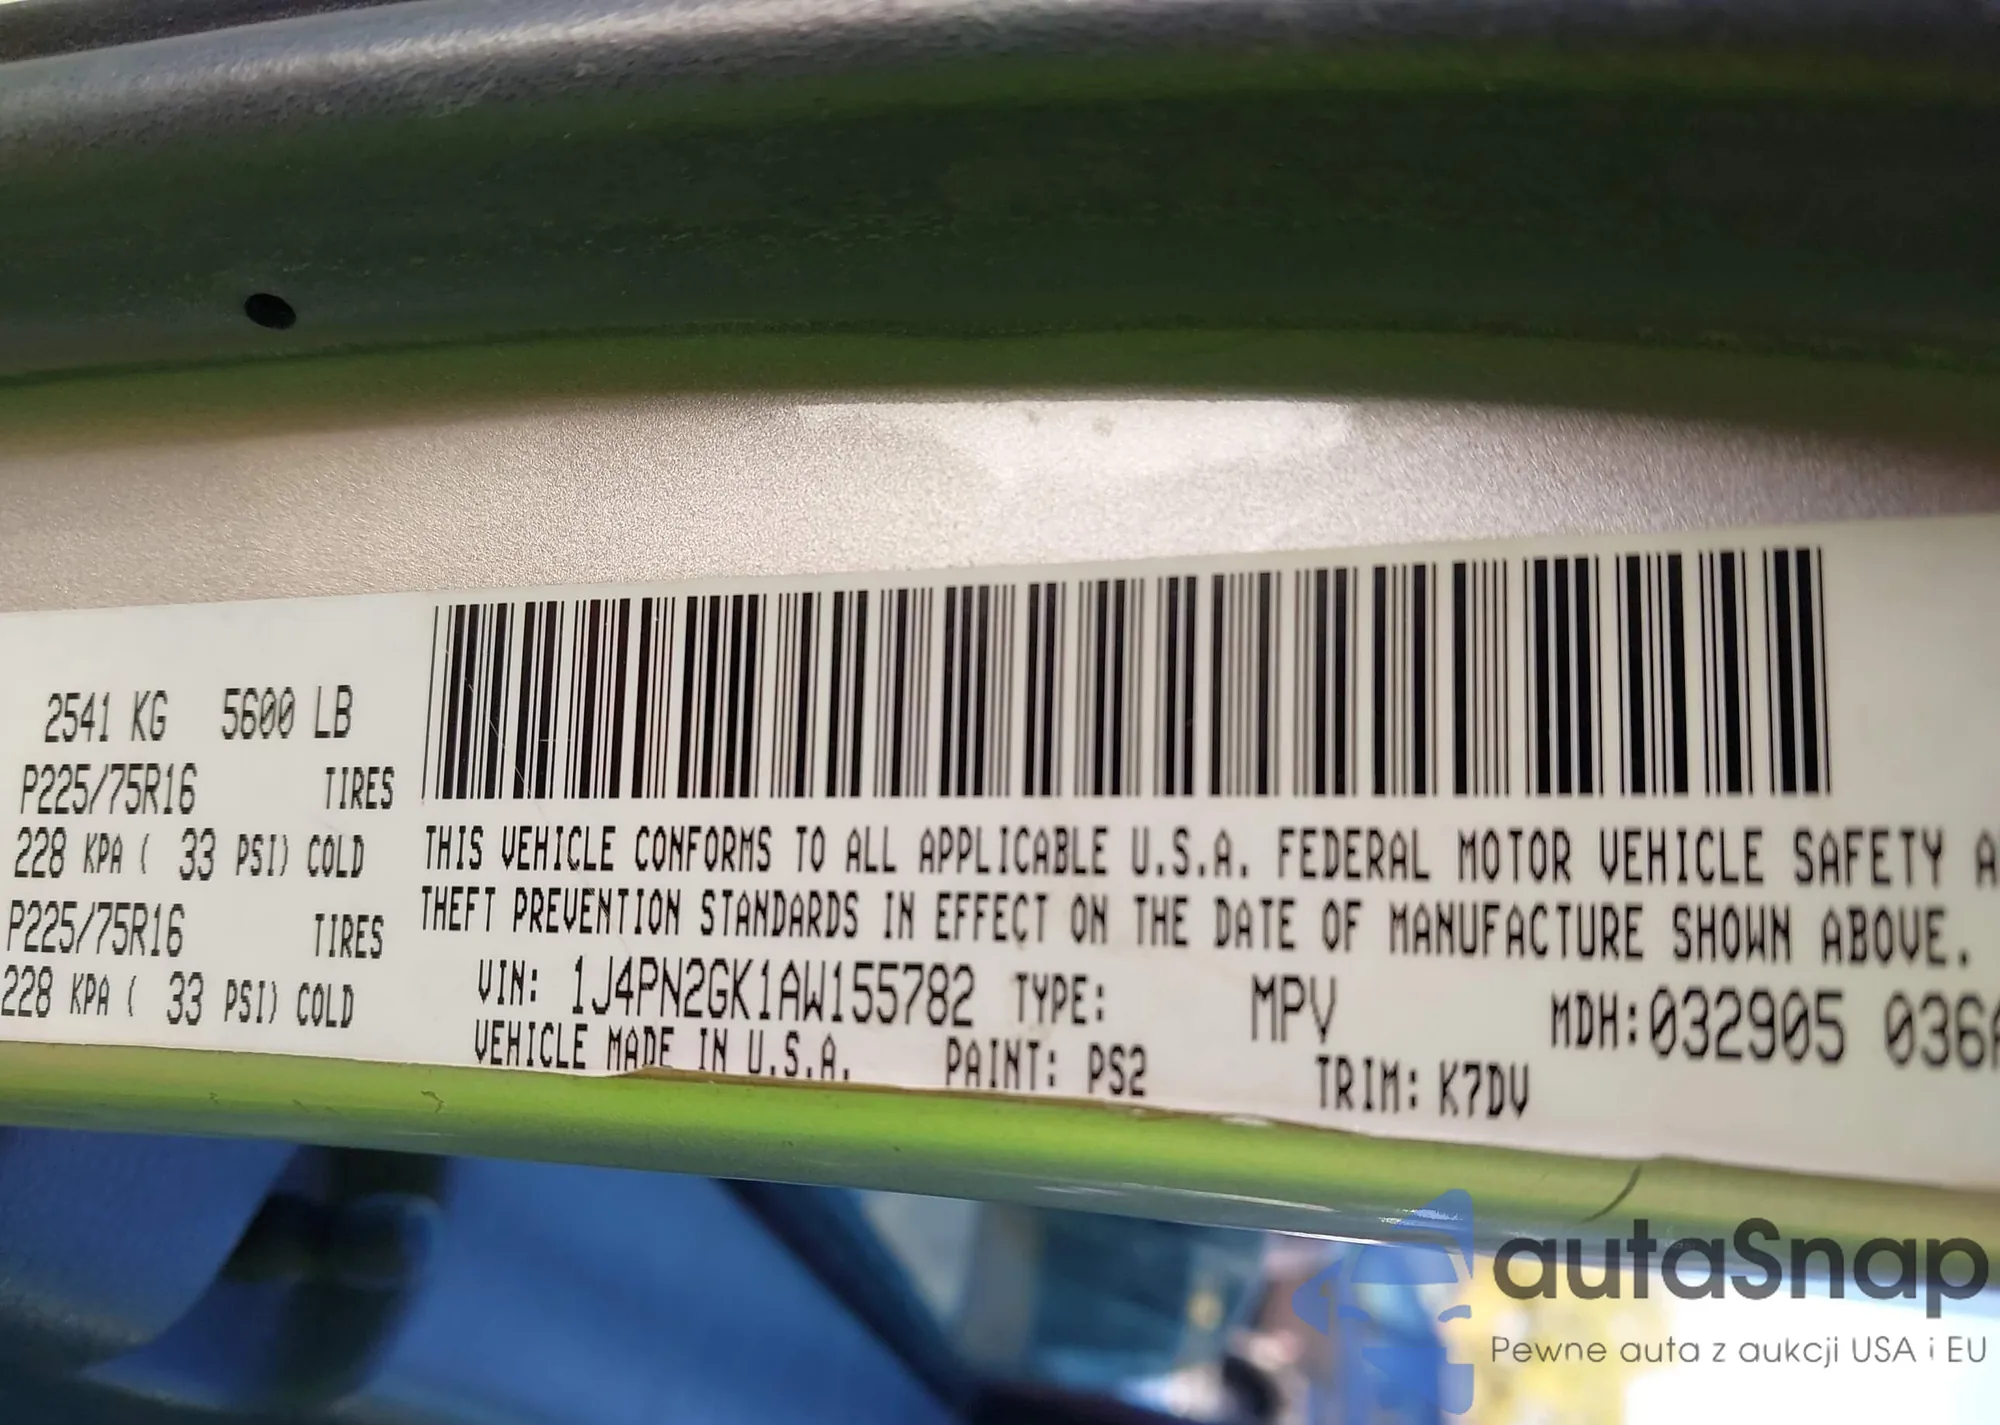 2541 KG 5600 LB
P225/75R16 TIRES
228 KPA ( 33 PSI) COLD
P225/75R16 TIRES
228 KPA ( 33 PSI) COLD
THIS VEHICLE CONFORMS TO ALL APPLICABLE U.S.A. FEDERAL MOTOR VEHICLE SAFETY A
THEFT PREVENTION STANDARDS IN EFFECT ON THE DATE OF MANUFACTURE SHOWN ABOVE.
VIN: 1J4PN2GK1AW155782 TYPE: MPV MDH:032905 036A
VEHICLE MADE IN U.S.A. PAINT: PS2 TRIM: K7DV
autaSnap
Pewne auta z aukcji USA i EU